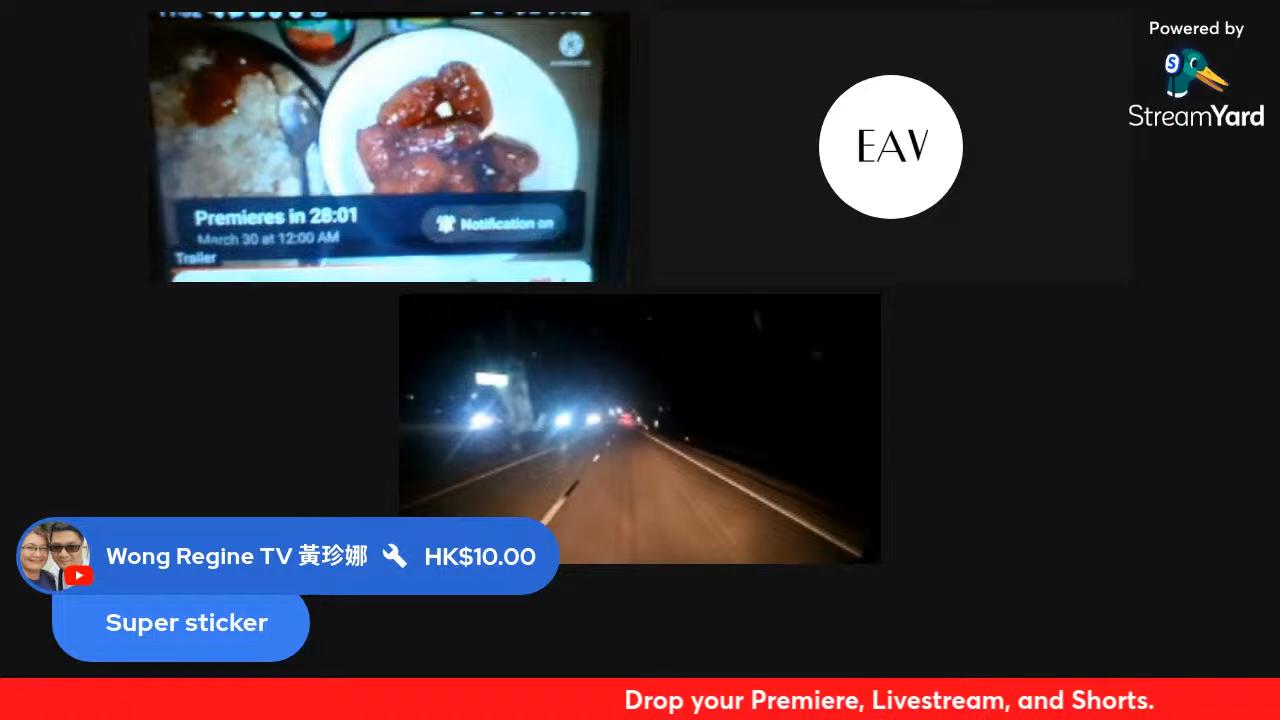 Powered by
StreamYard
EAV
Premieres in 28:01
Notification on
March 30 at 12:00 AM
Trailer
Wong Regine TV 黃珍娜 HK$10.00
Super sticker
Drop your Premiere, Livestream, and Shorts.